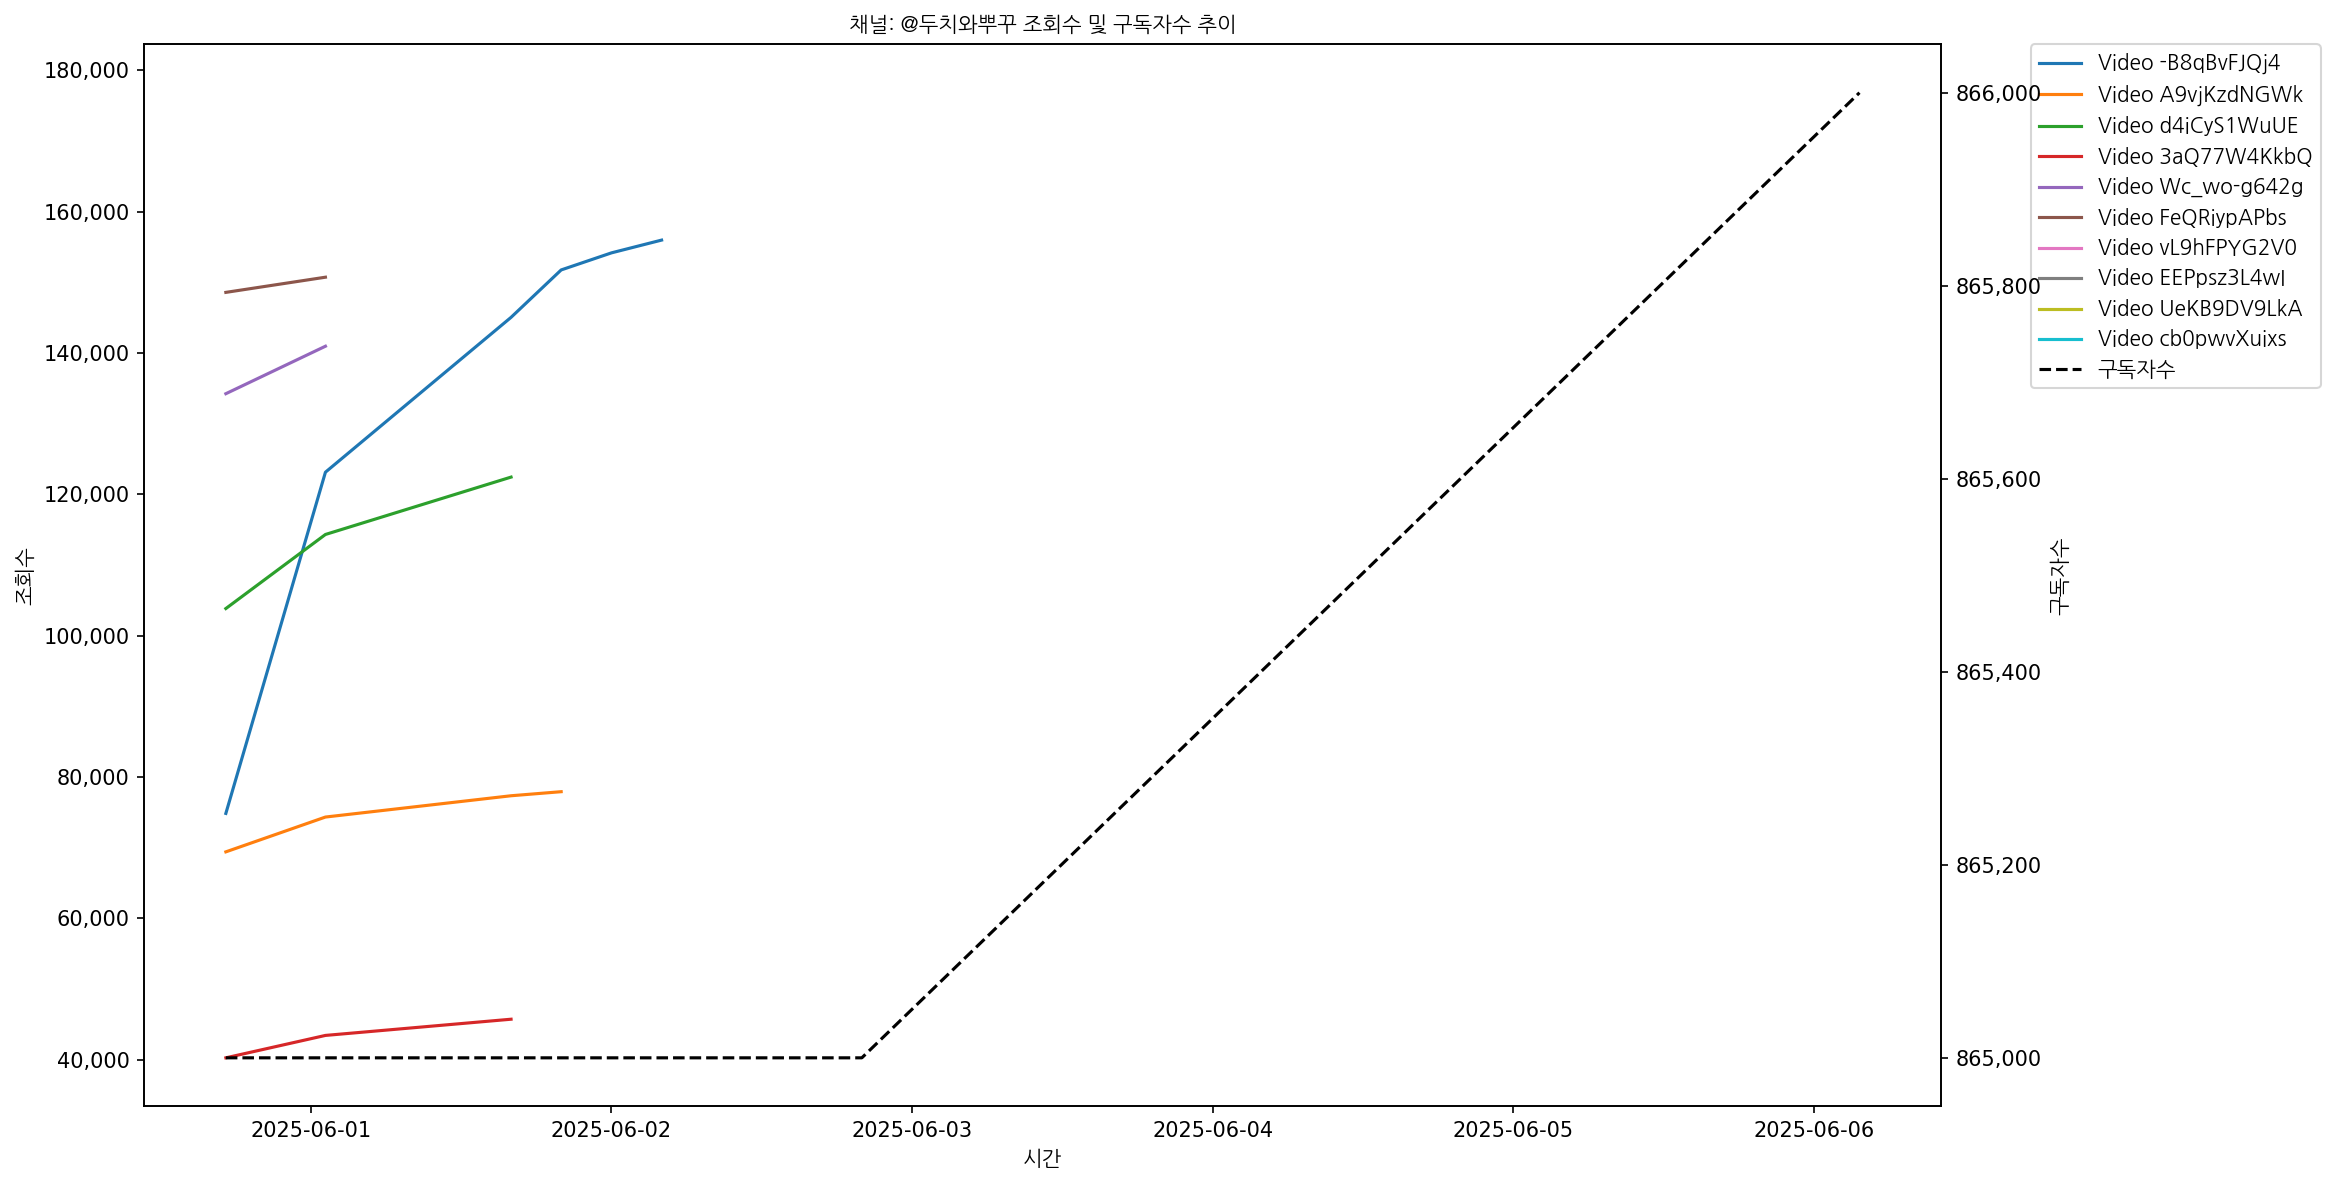 채널: @두치와뿌꾸 조회수 및 구독자수 추이
180,000
160,000
140,000
120,000
100,000
80,000
60,000
40,000
조회수
866,000
865,800
865,600
865,400
865,200
865,000
구독자수
2025-06-01
2025-06-02
2025-06-03
2025-06-04
2025-06-05
2025-06-06
시간
Video -B8qBvFJQj4
Video A9vjKzdNGWk
Video d4iCyS1WuUE
Video 3aQ77W4KkbQ
Video Wc_wo-g642g
Video FeQRiypAPbs
Video vL9hFPYG2V0
Video EEPpsz3L4wI
Video UeKB9DV9LkA
Video cb0pwvXuixs
구독자수